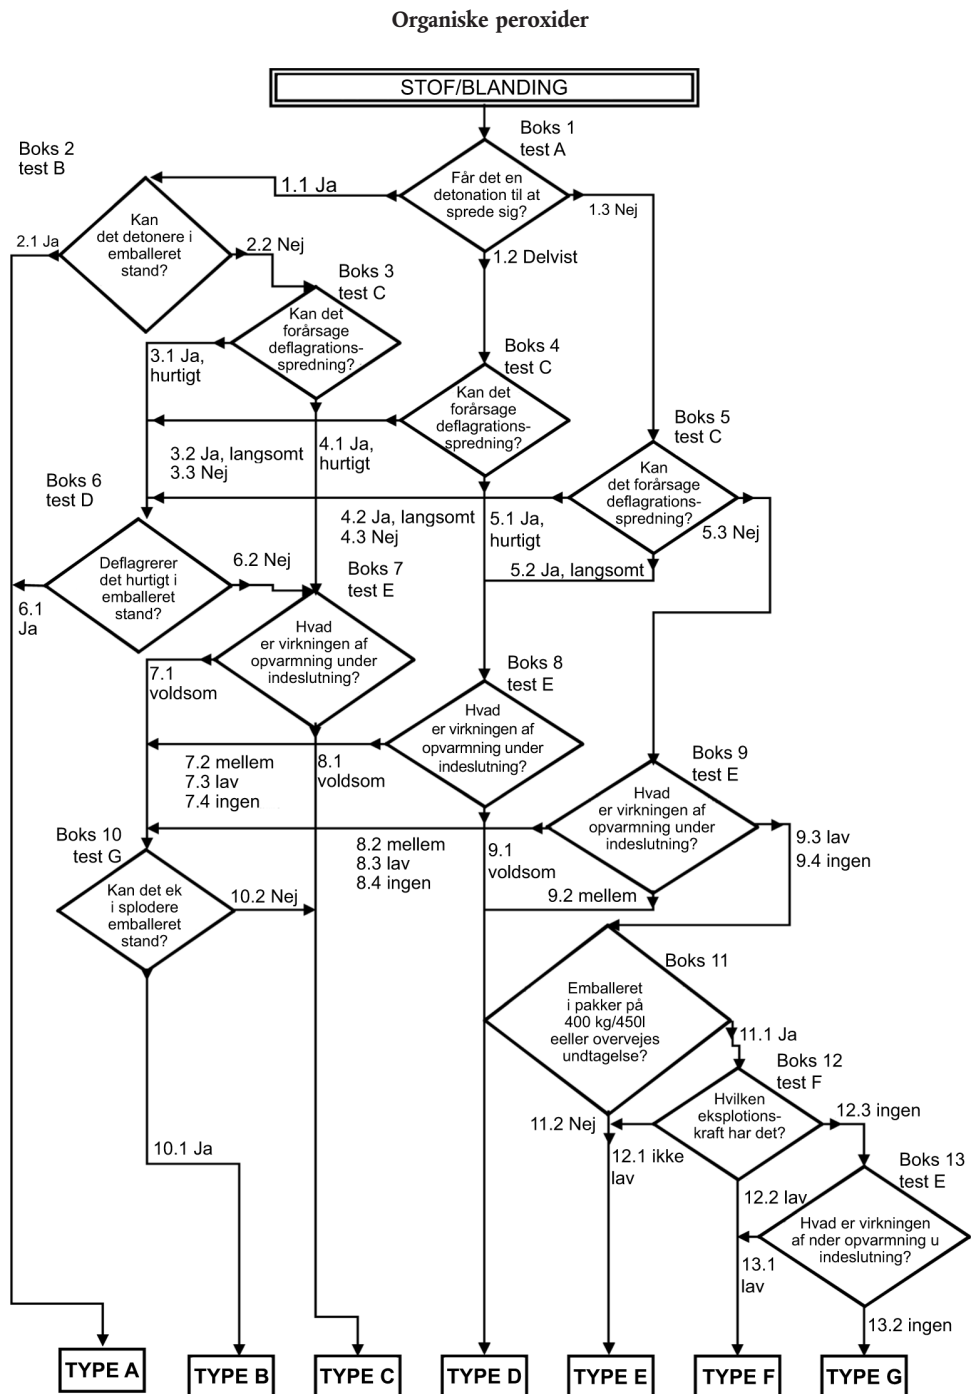 Organiske peroxider
STOF/BLANDING
Boks 1
test A
Får det en
detonation til at
sprede sig?
1.1 Ja
1.2 Delvist
1.3 Nej
Boks 2
test B
Kan
det detonere i
emballeret
stand?
2.1 Ja
2.2 Nej
Boks 3
test C
Kan det
forårsage
deflagrations-
spredning?
3.1 Ja,
hurtigt
3.2 Ja, langsomt
3.3 Nej
Boks 4
test C
Kan det
forårsage
deflagrations-
spredning?
4.1 Ja,
hurtigt
4.2 Ja, langsomt
4.3 Nej
Boks 5
test C
Kan
det forårsage
deflagrations-
spredning?
5.1 Ja,
hurtigt
5.2 Ja, langsomt
5.3 Nej
Boks 6
test D
Deflagrerer
det hurtigt i
emballeret
stand?
6.1
Ja
6.2 Nej
Boks 7
test E
Hvad
er virkningen af
opvarmning under
indeslutning?
7.1
voldsom
7.2 mellem
7.3 lav
7.4 ingen
Boks 8
test E
Hvad
er virkningen af
opvarmning under
indeslutning?
8.1
voldsom
8.2 mellem
8.3 lav
8.4 ingen
Boks 9
test E
Hvad
er virkningen af
opvarmning under
indeslutning?
9.1
voldsom
9.2 mellem
9.3 lav
9.4 ingen
Boks 10
test G
Kan det ek
i splodere
emballeret
stand?
10.1 Ja
10.2 Nej
Boks 11
Emballeret
i pakker på
400 kg/450l
eeller overvejes
undtagelse?
11.1 Ja
11.2 Nej
Boks 12
test F
Hvilken
eksplotions-
kraft har det?
12.1 ikke
lav
12.2 lav
12.3 ingen
Boks 13
test E
Hvad er virkningen
af nder opvarmning u
indeslutning?
13.1
lav
13.2 ingen
TYPE A
TYPE B
TYPE C
TYPE D
TYPE E
TYPE F
TYPE G